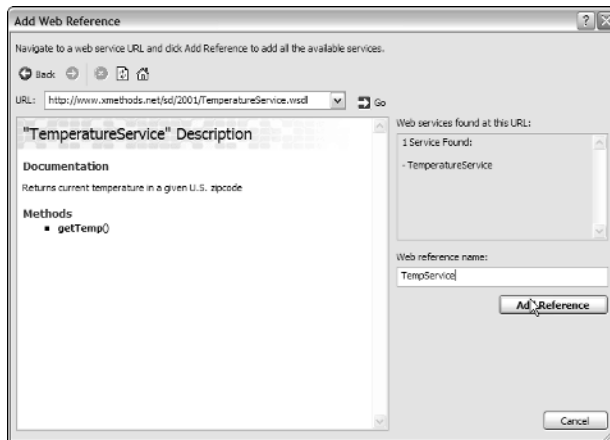 Add Web Reference
Navigate to a web service URL and click Add Reference to add all the available services.
Back
URL: http://www.xmethods.net/sd/2001/TemperatureService.wsdl Go
"TemperatureService" Description
Documentation
Returns current temperature in a given U.S. zipcode
Methods
getTemp()
Web services found at this URL:
1 Service Found:
- TemperatureService
Web reference name:
TempService
Add Reference
Cancel